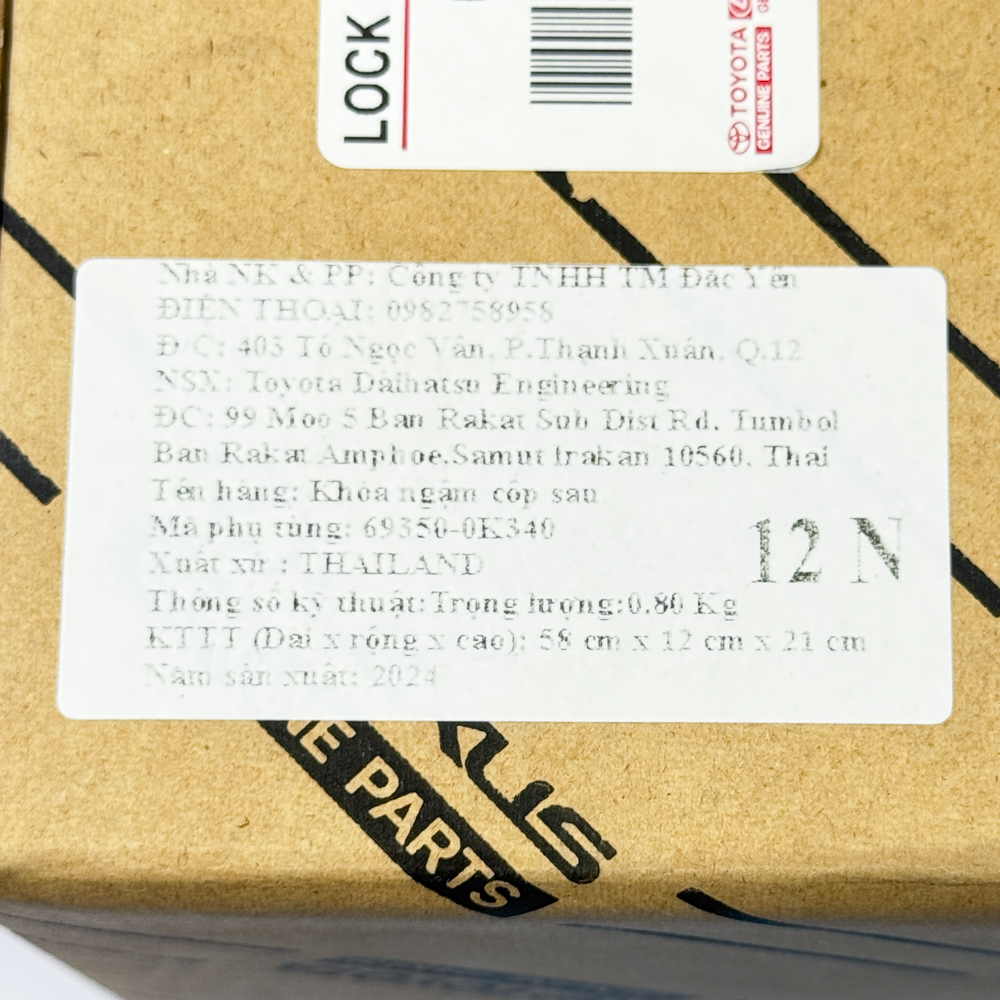 LOCK
TOYOTA
GENUINE PARTS
Nhà NK & PP: Công ty TNHH TM Đắc Yến
ĐIỆN THOẠI: 0982758958
Đ/C: 403 Tô Ngọc Vân, P.Thạnh Xuân, Q.12
NSX: Toyota Daihatsu Engineering
ĐC: 99 Moo 5 Ban Rakat Sub Dist Rd. Tumbol
Ban Rakat Amphoe.Samut Irakan 10560. Thai
Tên hàng: Khóa ngậm cốp sau
Mã phụ tùng: 69350-0K340
Xuất xứ : THAILAND
12 N
Thông số kỹ thuật:Trọng lượng:0.80 Kg
KTTT (Dài x rộng x cao): 58 cm x 12 cm x 21 cm
Năm sản xuất: 2024
PARTS